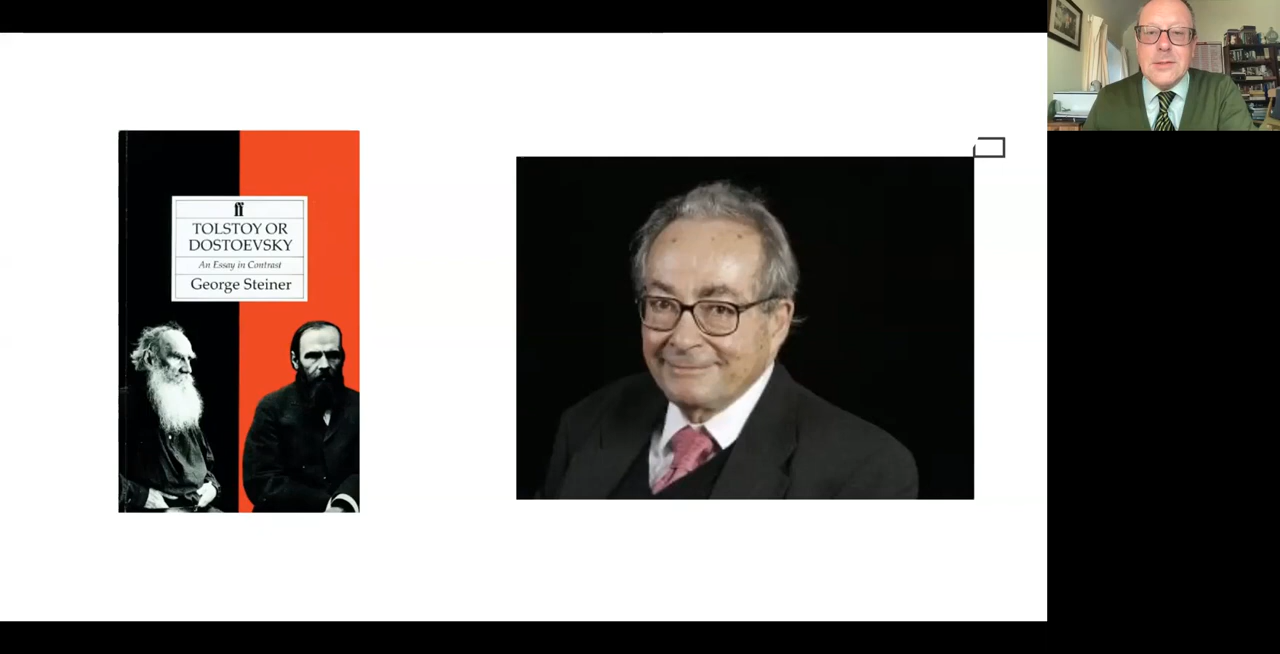 ff
TOLSTOY OR
DOSTOEVSKY
An Essay in Contrast
George Steiner